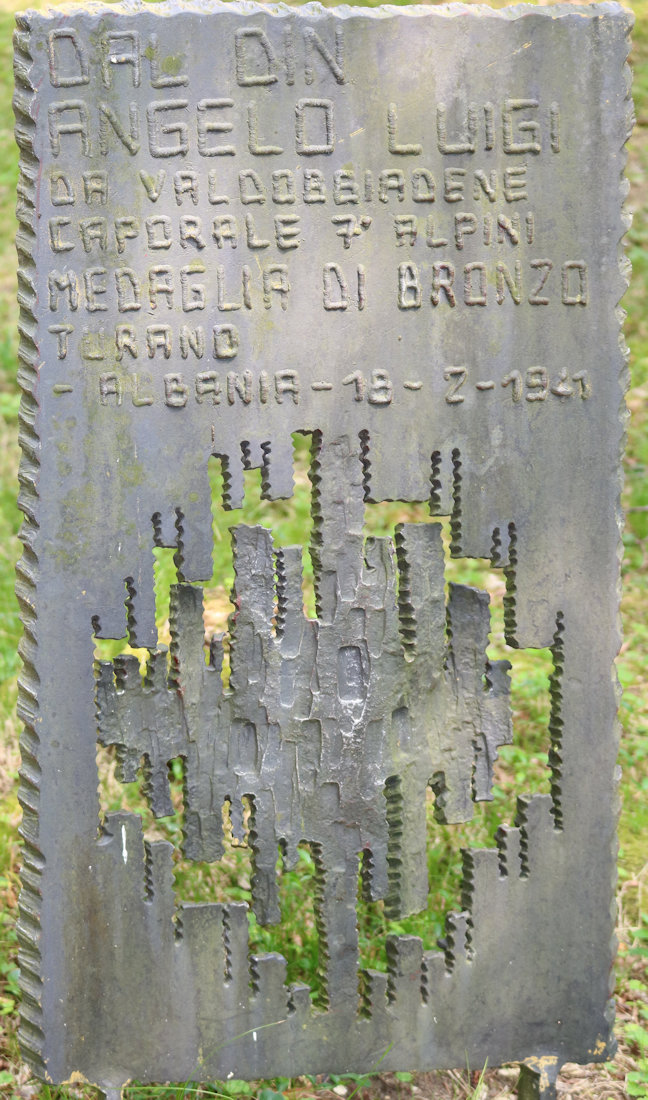 DAL DIN
ANGELO LUIGI
DA VALDOBBIADENE
CAPORALE 7° ALPINI
MEDAGLIA DI BRONZO
TURANO
- ALBANIA - 18 - 2 - 1941